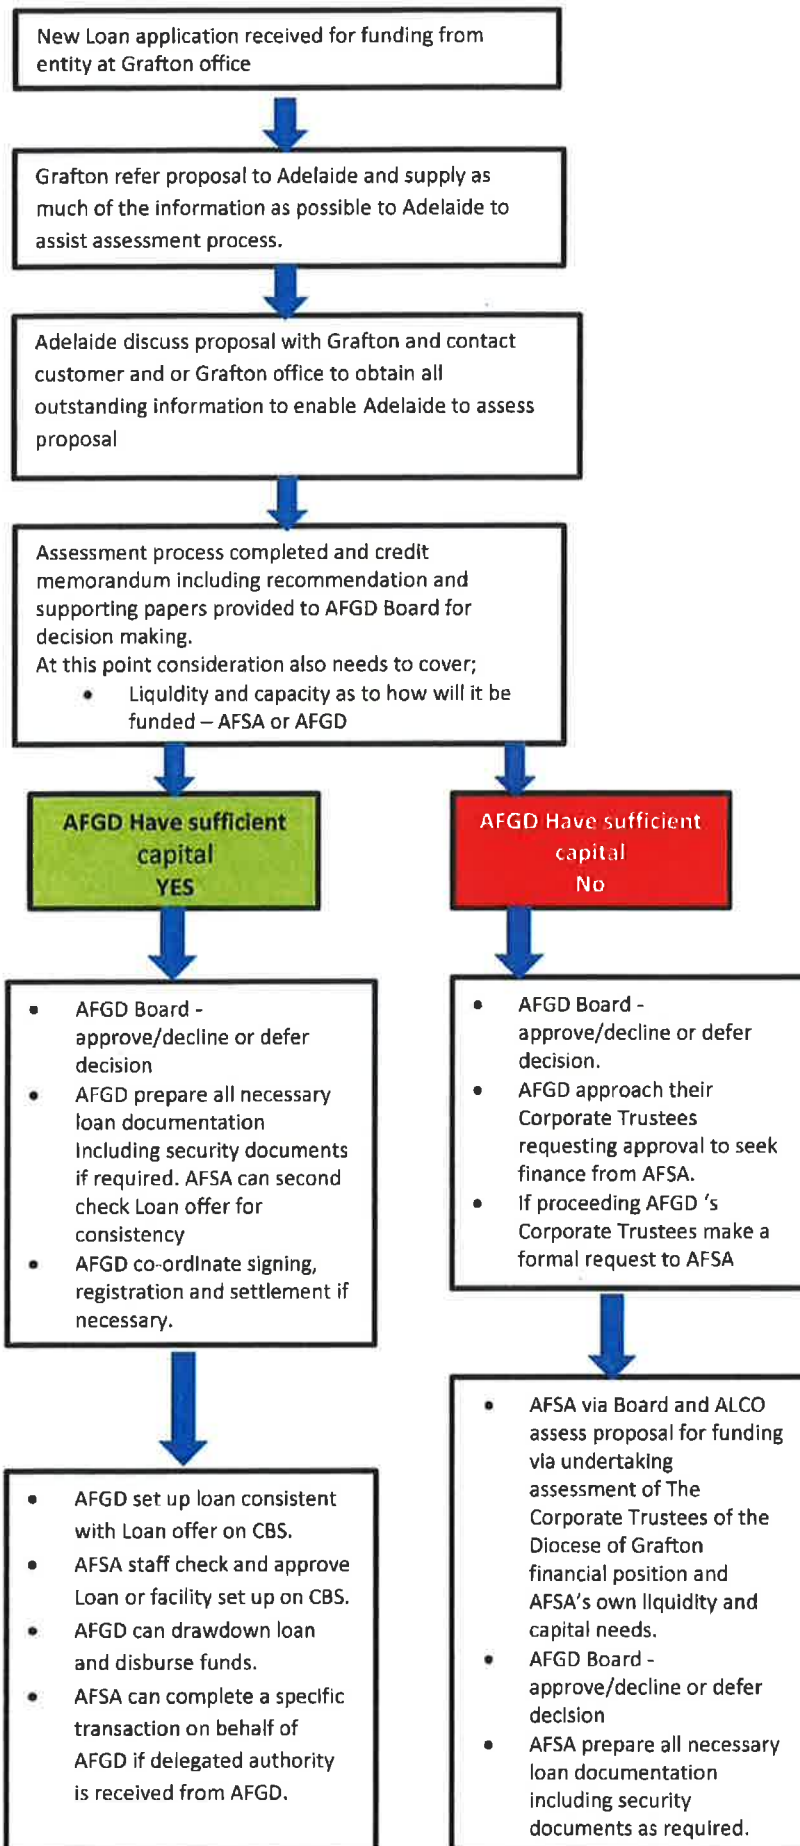 New Loan application received for funding from
entity at Grafton office
Grafton refer proposal to Adelaide and supply as
much of the information as possible to Adelaide to
assist assessment process.
Adelaide discuss proposal with Grafton and contact
customer and or Grafton office to obtain all
outstanding information to enable Adelaide to assess
proposal
Assessment process completed and credit
memorandum including recommendation and
supporting papers provided to AFGD Board for
decision making.
At this point consideration also needs to cover;
• Liquidity and capacity as to how will it be
funded – AFSA or AFGD
AFGD Have sufficient
capital
YES
AFGD Have sufficient
capital
No
• AFGD Board -
approve/decline or defer
decision
• AFGD prepare all necessary
loan documentation
Including security documents
if required. AFSA can second
check Loan offer for
consistency
• AFGD co-ordinate signing,
registration and settlement if
necessary.
• AFGD Board -
approve/decline or defer
decision.
• AFGD approach their
Corporate Trustees
requesting approval to seek
finance from AFSA.
• If proceeding AFGD 's
Corporate Trustees make a
formal request to AFSA
• AFGD set up loan consistent
with Loan offer on CBS.
• AFSA staff check and approve
Loan or facility set up on CBS.
• AFGD can drawdown loan
and disburse funds.
• AFSA can complete a specific
transaction on behalf of
AFGD if delegated authority
is received from AFGD.
• AFSA via Board and ALCO
assess proposal for funding
via undertaking
assessment of The
Corporate Trustees of the
Diocese of Grafton
financial position and
AFSA's own liquidity and
capital needs.
• AFGD Board -
approve/decline or defer
decision
• AFSA prepare all necessary
loan documentation
including security
documents as required.